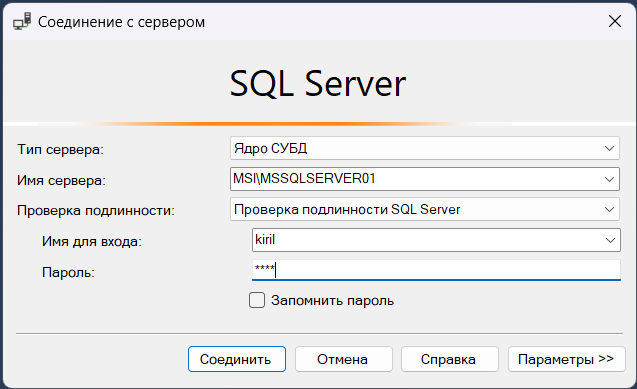 Соединение с сервером
SQL Server
Тип сервера: Ядро СУБД
Имя сервера: MSI\MSSQLSERVER01
Проверка подлинности: Проверка подлинности SQL Server
Имя для входа: kiril
Пароль: ****
Запомнить пароль
Соединить Отмена Справка Параметры >>